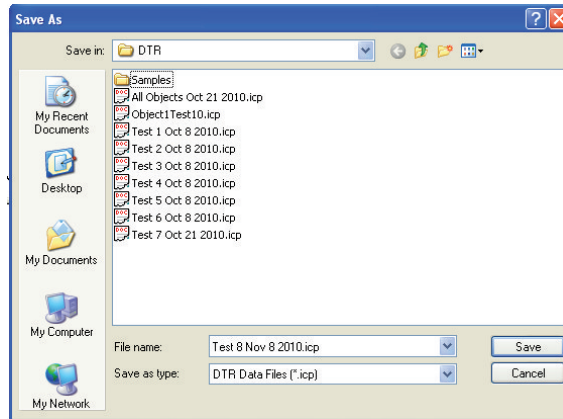 Save As
Save in: DTR
Samples
All Objects Oct 21 2010.icp
Object1Test10.icp
Test 1 Oct 8 2010.icp
Test 2 Oct 8 2010.icp
Test 3 Oct 8 2010.icp
Test 4 Oct 8 2010.icp
Test 5 Oct 8 2010.icp
Test 6 Oct 8 2010.icp
Test 7 Oct 21 2010.icp
My Recent
Documents
Desktop
My Documents
My Computer
My Network
File name: Test 8 Nov 8 2010.icp Save
Save as type: DTR Data Files (*.icp) Cancel